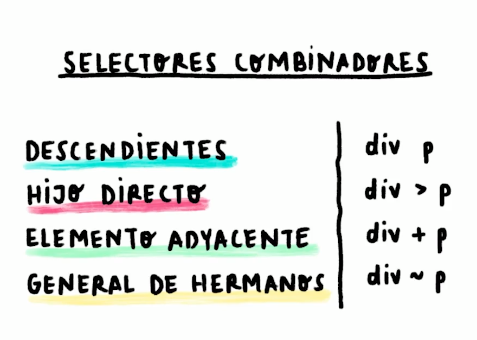 SELECTORES COMBINADORES
DESCENDIENTES div p
HIJO DIRECTO div > p
ELEMENTO ADYACENTE div + p
GENERAL DE HERMANOS div ~ p